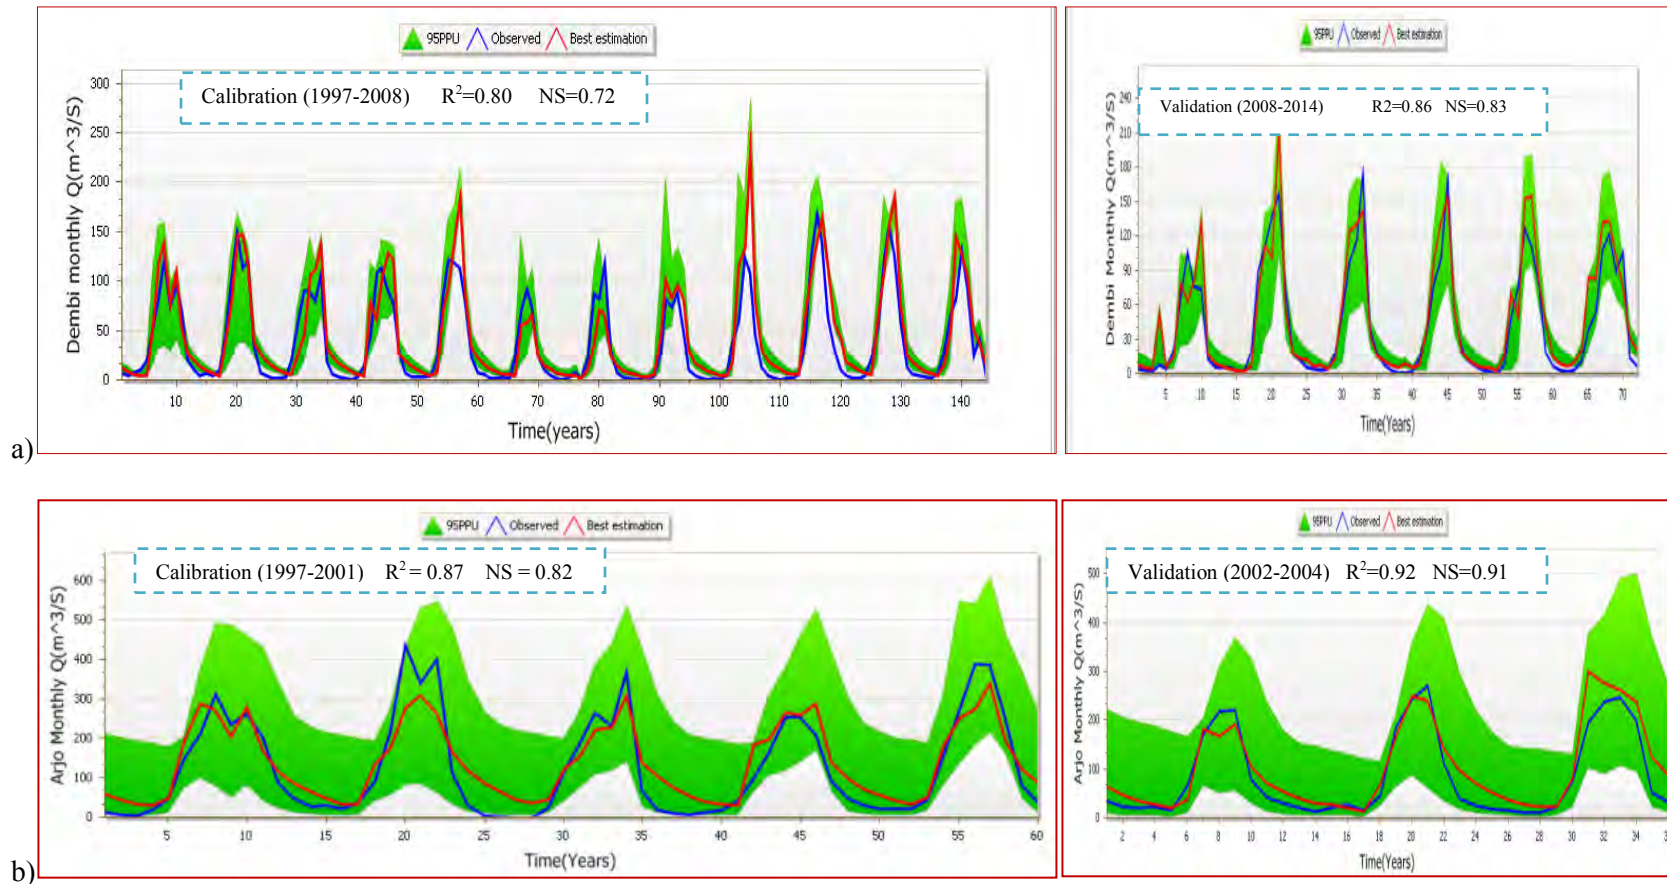 95PPU Observed Best estimation
Calibration (1997-2008) R²=0.80 NS=0.72
Dembi monthly Q(m^3/S)
300
250
200
150
100
50
0
10 20 30 40 50 60 70 80 90 100 110 120 130 140
Time(years)
95PPU Observed Best estimation
Validation (2008-2014) R2=0.86 NS=0.83
Dembi Monthly Q(m^3/S)
240
210
180
150
120
90
60
30
0
5 10 15 20 25 30 35 40 45 50 55 60 65 70
Time(Years)
a)
95PPU Observed Best estimation
Calibration (1997-2001) R² = 0.87 NS = 0.82
Arjo Monthly Q(m^3/S)
600
500
400
300
200
100
0
5 10 15 20 25 30 35 40 45 50 55 60
Time(Years)
95PPU Observed Best estimation
Validation (2002-2004) R²=0.92 NS=0.91
Arjo Monthly Q(m^3/S)
500
400
300
200
100
0
2 4 6 8 10 12 14 16 18 20 22 24 26 28 30 32 34
Time(Years)
b)